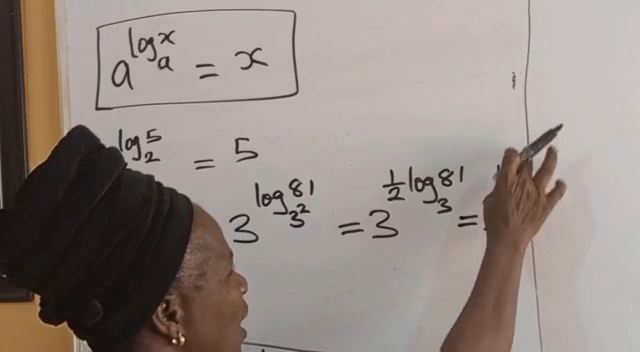 a^{log_a x} = x
log_2 5 = 5
3^{log_{3^2} 81} = 3^{½ log_3 81} =